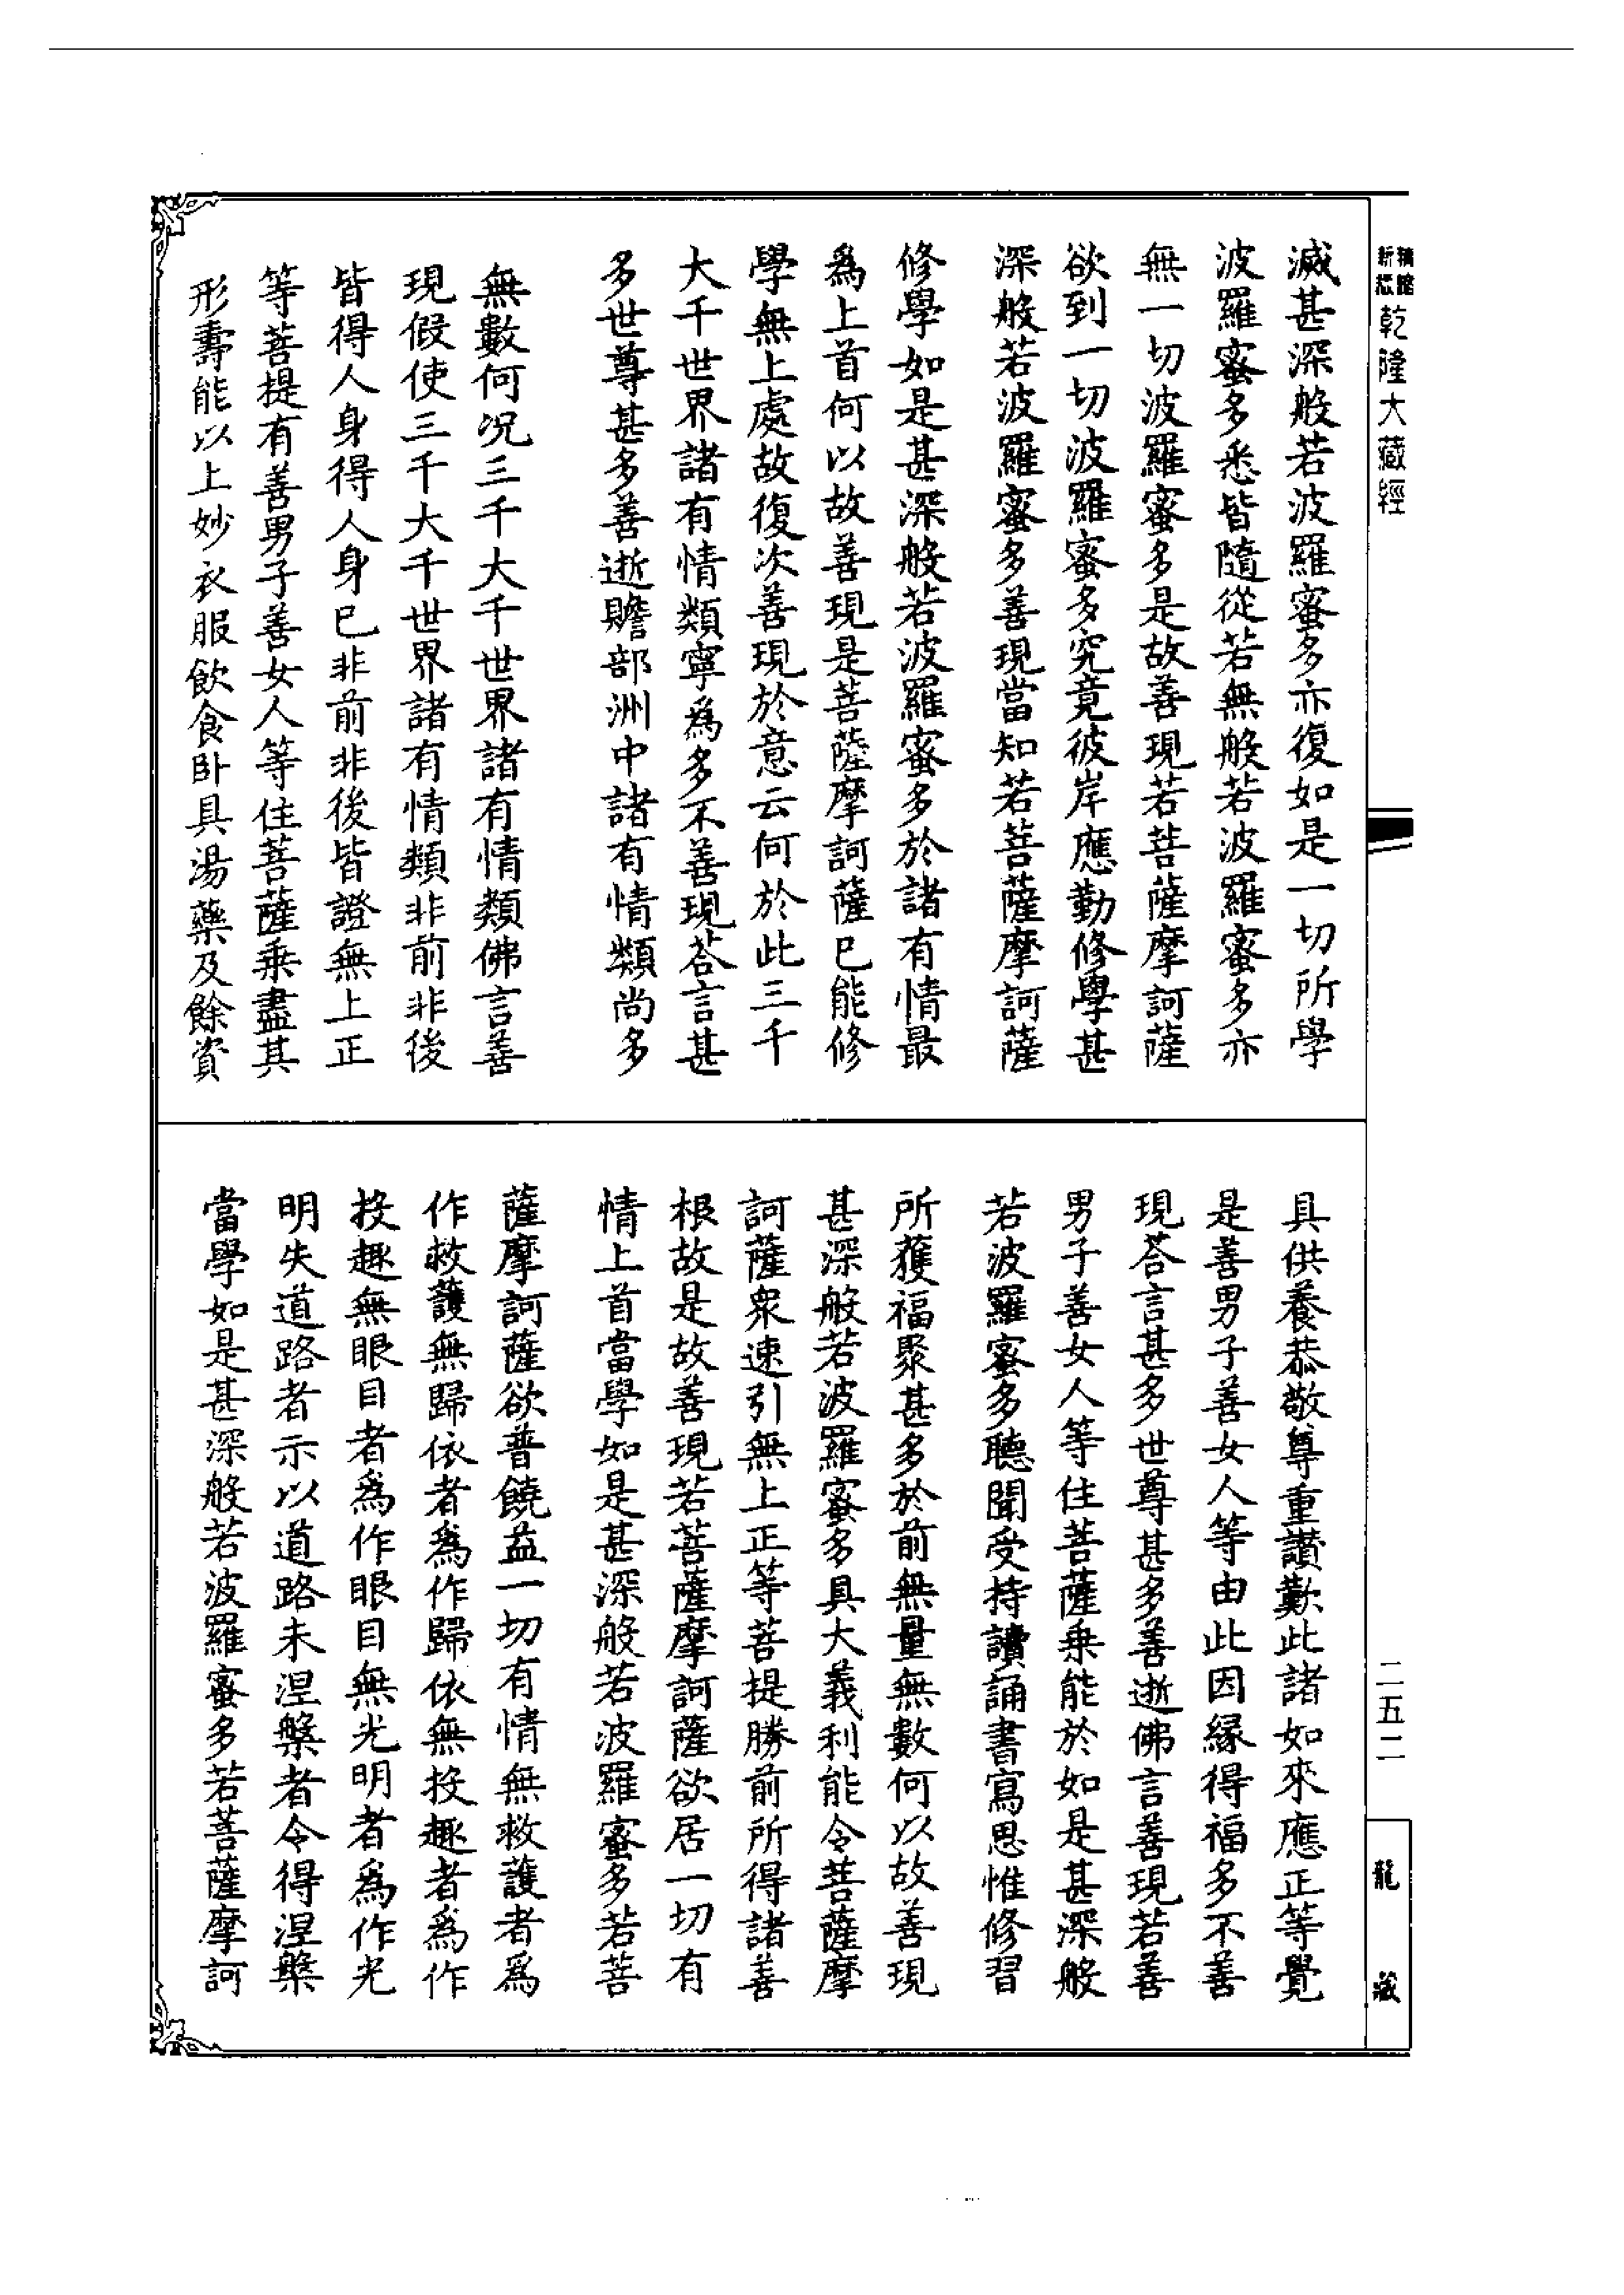 乾隆大藏經
滅甚深般若波羅蜜多亦復如是一切所學
波羅蜜多悉皆隨從若無般若波羅蜜多亦
無一切波羅蜜多是故善現若菩薩摩訶薩
欲到一切波羅蜜多究竟彼岸應勤修學甚
深般若波羅蜜多善現當知若菩薩摩訶薩
修學如是甚深般若波羅蜜多於諸有情最
爲上首何以故善現是菩薩摩訶薩已能修
學無上處故復次善現於意云何於此三千
大千世界諸有情類寧爲多不善現荅言甚
多世尊甚多善逝贍部洲中諸有情類尚多
無數何況三千大千世界諸有情類佛言善
現假使三千大千世界諸有情類非前非後
皆得人身得人身已非前非後皆證無上正
等菩提有善男子善女人等住菩薩乘盡其
形壽能以上妙衣服飲食卧具湯藥及餘資
具供養恭敬尊重讚歎此諸如來應正等覺
是善男子善女人等由此因緣得福多不善
現荅言甚多世尊甚多善逝佛言善現若善
男子善女人等住菩薩乘能於如是甚深般
若波羅蜜多聽聞受持讀誦書寫思惟修習
所獲福聚甚多於前無量無數何以故善現
甚深般若波羅蜜多具大義利能令菩薩摩
訶薩衆速引無上正等菩提勝前所得諸善
根故是故善現若菩薩摩訶薩欲居一切有
情上首當學如是甚深般若波羅蜜多若菩
薩摩訶薩欲普饒益一切有情無救護者爲
作救護無歸依者爲作歸依無投趣者爲作
投趣無眼目者爲作眼目無光明者爲作光
明失道路者示以道路未涅槃者令得涅槃
當學如是甚深般若波羅蜜多若菩薩摩訶
二五二
龍藏